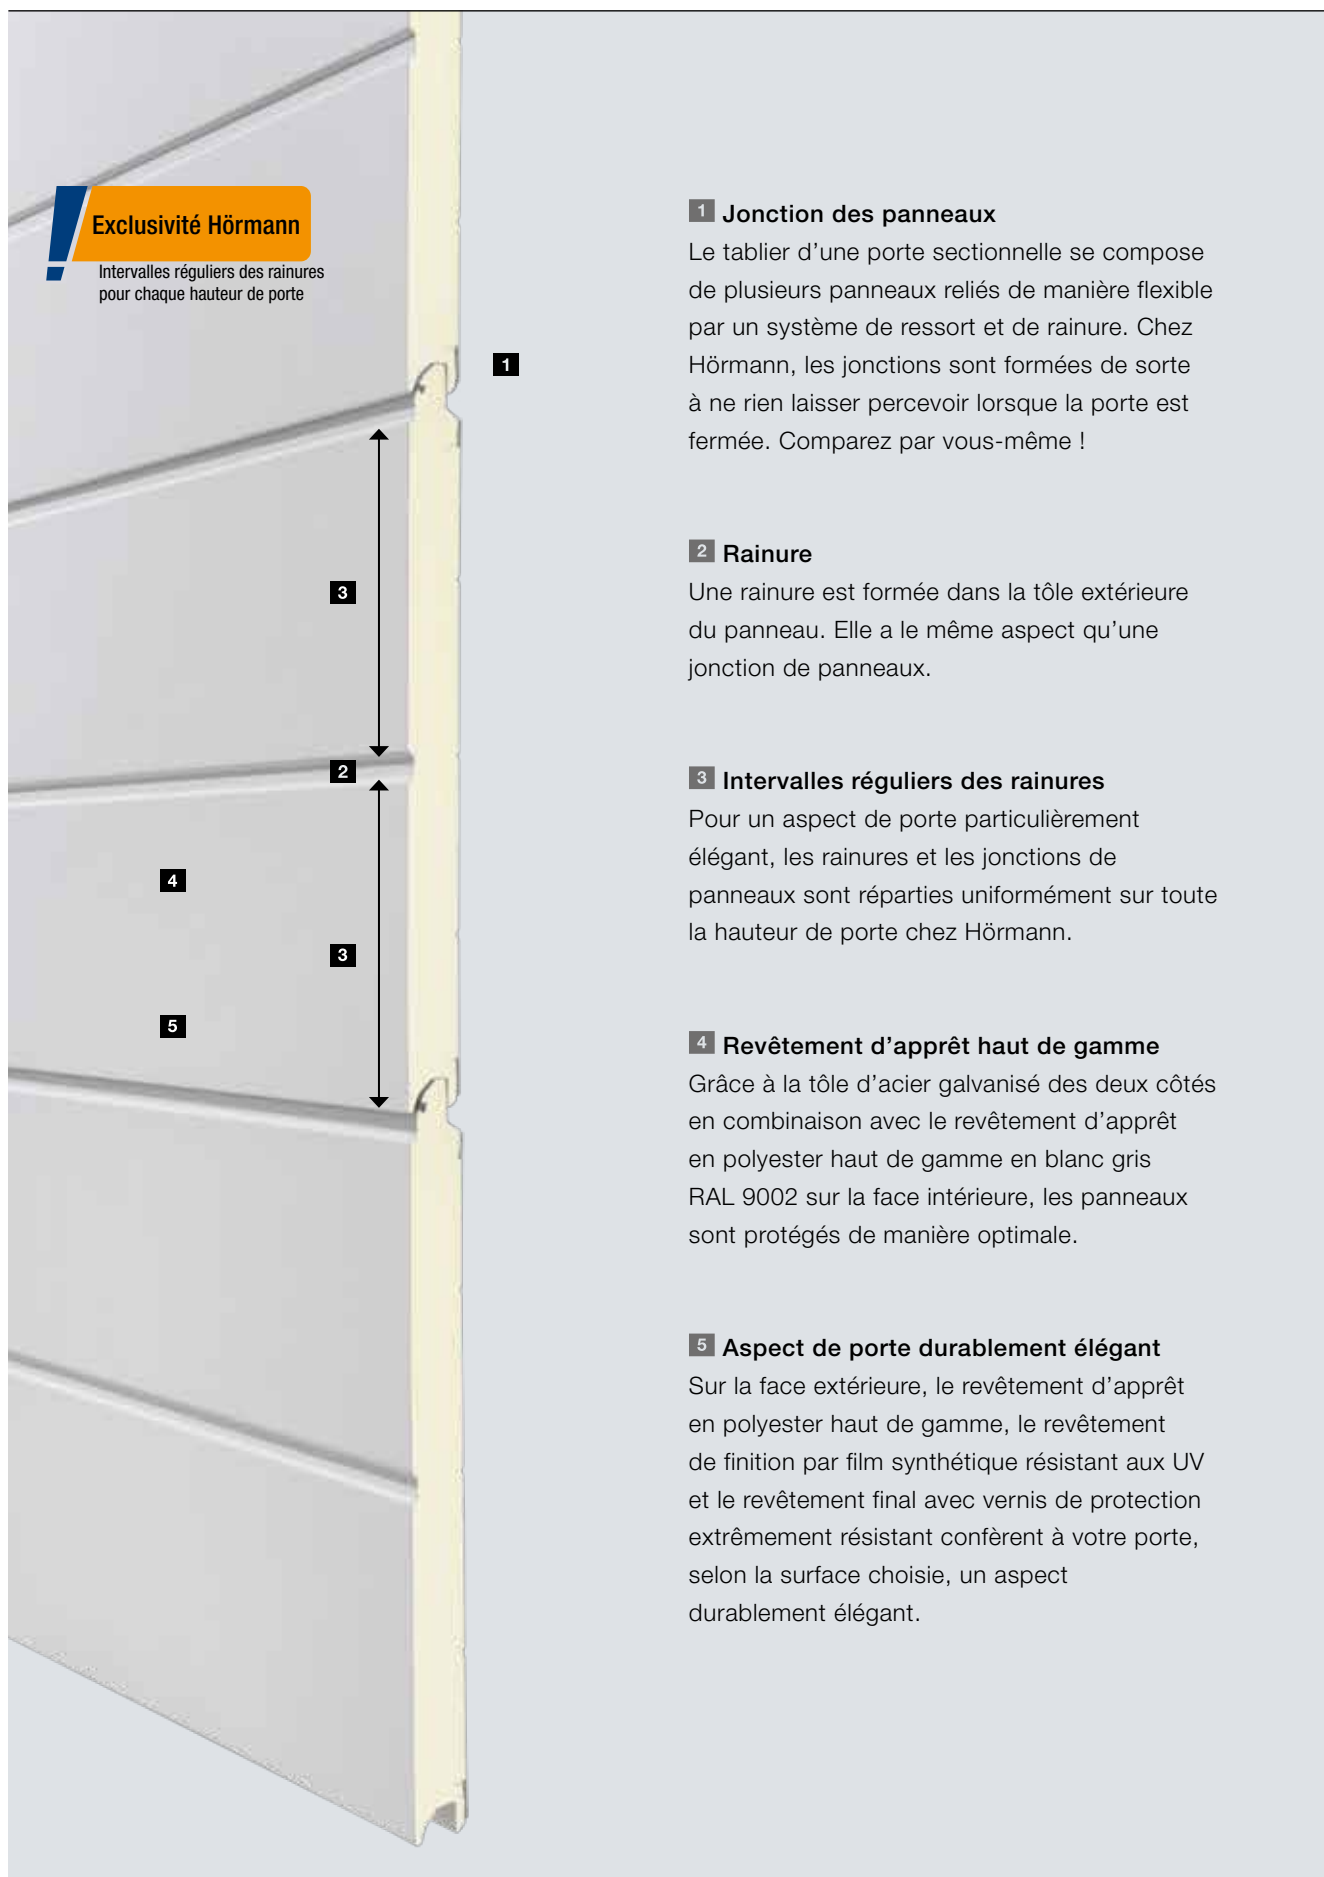 Exclusivité Hörmann
Intervalles réguliers des rainures
pour chaque hauteur de porte
1
3
2
4
3
5
1 Jonction des panneaux
Le tablier d’une porte sectionnelle se compose
de plusieurs panneaux reliés de manière flexible
par un système de ressort et de rainure. Chez
Hörmann, les jonctions sont formées de sorte
à ne rien laisser percevoir lorsque la porte est
fermée. Comparez par vous-même !
2 Rainure
Une rainure est formée dans la tôle extérieure
du panneau. Elle a le même aspect qu’une
jonction de panneaux.
3 Intervalles réguliers des rainures
Pour un aspect de porte particulièrement
élégant, les rainures et les jonctions de
panneaux sont réparties uniformément sur toute
la hauteur de porte chez Hörmann.
4 Revêtement d’apprêt haut de gamme
Grâce à la tôle d’acier galvanisé des deux côtés
en combinaison avec le revêtement d’apprêt
en polyester haut de gamme en blanc gris
RAL 9002 sur la face intérieure, les panneaux
sont protégés de manière optimale.
5 Aspect de porte durablement élégant
Sur la face extérieure, le revêtement d’apprêt
en polyester haut de gamme, le revêtement
de finition par film synthétique résistant aux UV
et le revêtement final avec vernis de protection
extrêmement résistant confèrent à votre porte,
selon la surface choisie, un aspect
durablement élégant.